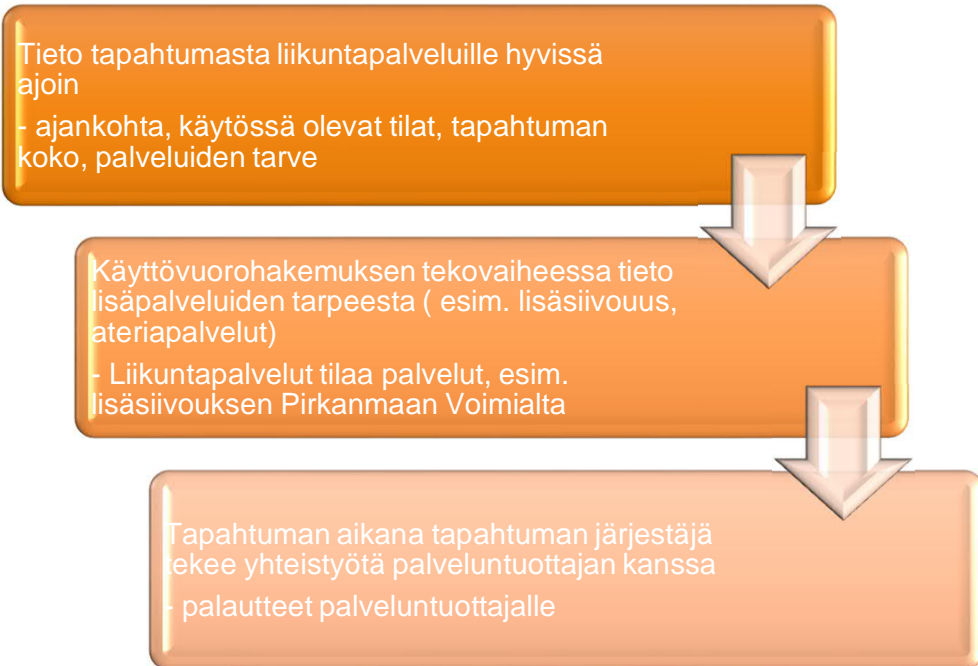 Tieto tapahtumasta liikuntapalveluille hyvissä
ajoin
- ajankohta, käytössä olevat tilat, tapahtuman
koko, palveluiden tarve
Käyttövuorohakemuksen tekovaiheessa tieto
lisäpalveluiden tarpeesta ( esim. lisäsiivouus,
ateriapalvelut)
- Liikuntapalvelut tilaa palvelut, esim.
lisäsiivouksen Pirkanmaan Voimialta
Tapahtuman aikana tapahtuman järjestäjä
tekee yhteistyötä palveluntuottajan kanssa
- palautteet palveluntuottajalle